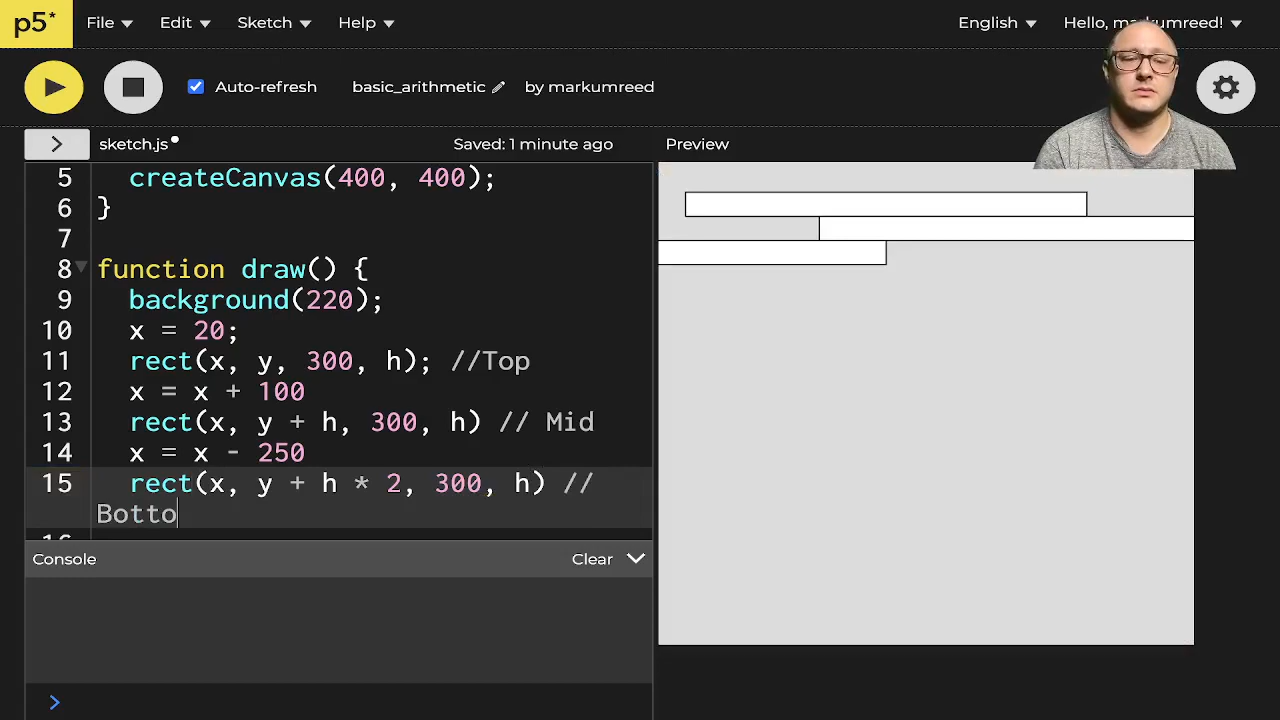 p5* File Edit Sketch Help English Hello, markumreed!
Auto-refresh basic_arithmetic by markumreed
> sketch.js Saved: 1 minute ago Preview
5 createCanvas(400, 400);
6 }
7
8 function draw() {
9 background(220);
10 x = 20;
11 rect(x, y, 300, h); //Top
12 x = x + 100
13 rect(x, y + h, 300, h) // Mid
14 x = x - 250
15 rect(x, y + h * 2, 300, h) //
Botto
Console Clear
>